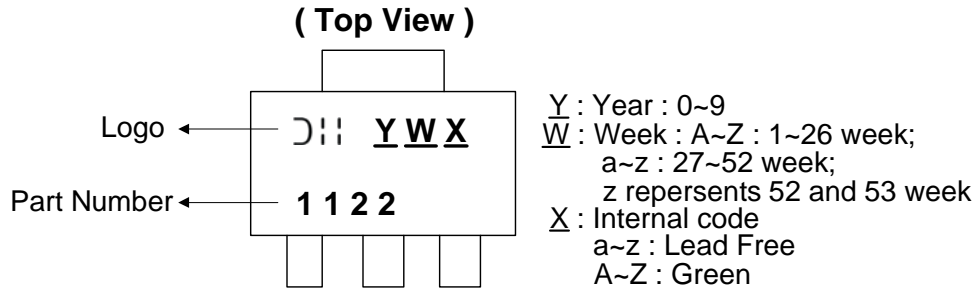 ( Top View )
Logo
Y W X
Part Number
1 1 2 2
Y : Year : 0~9
W : Week : A~Z : 1~26 week;
a~z : 27~52 week;
z repersents 52 and 53 week
X : Internal code
a~z : Lead Free
A~Z : Green